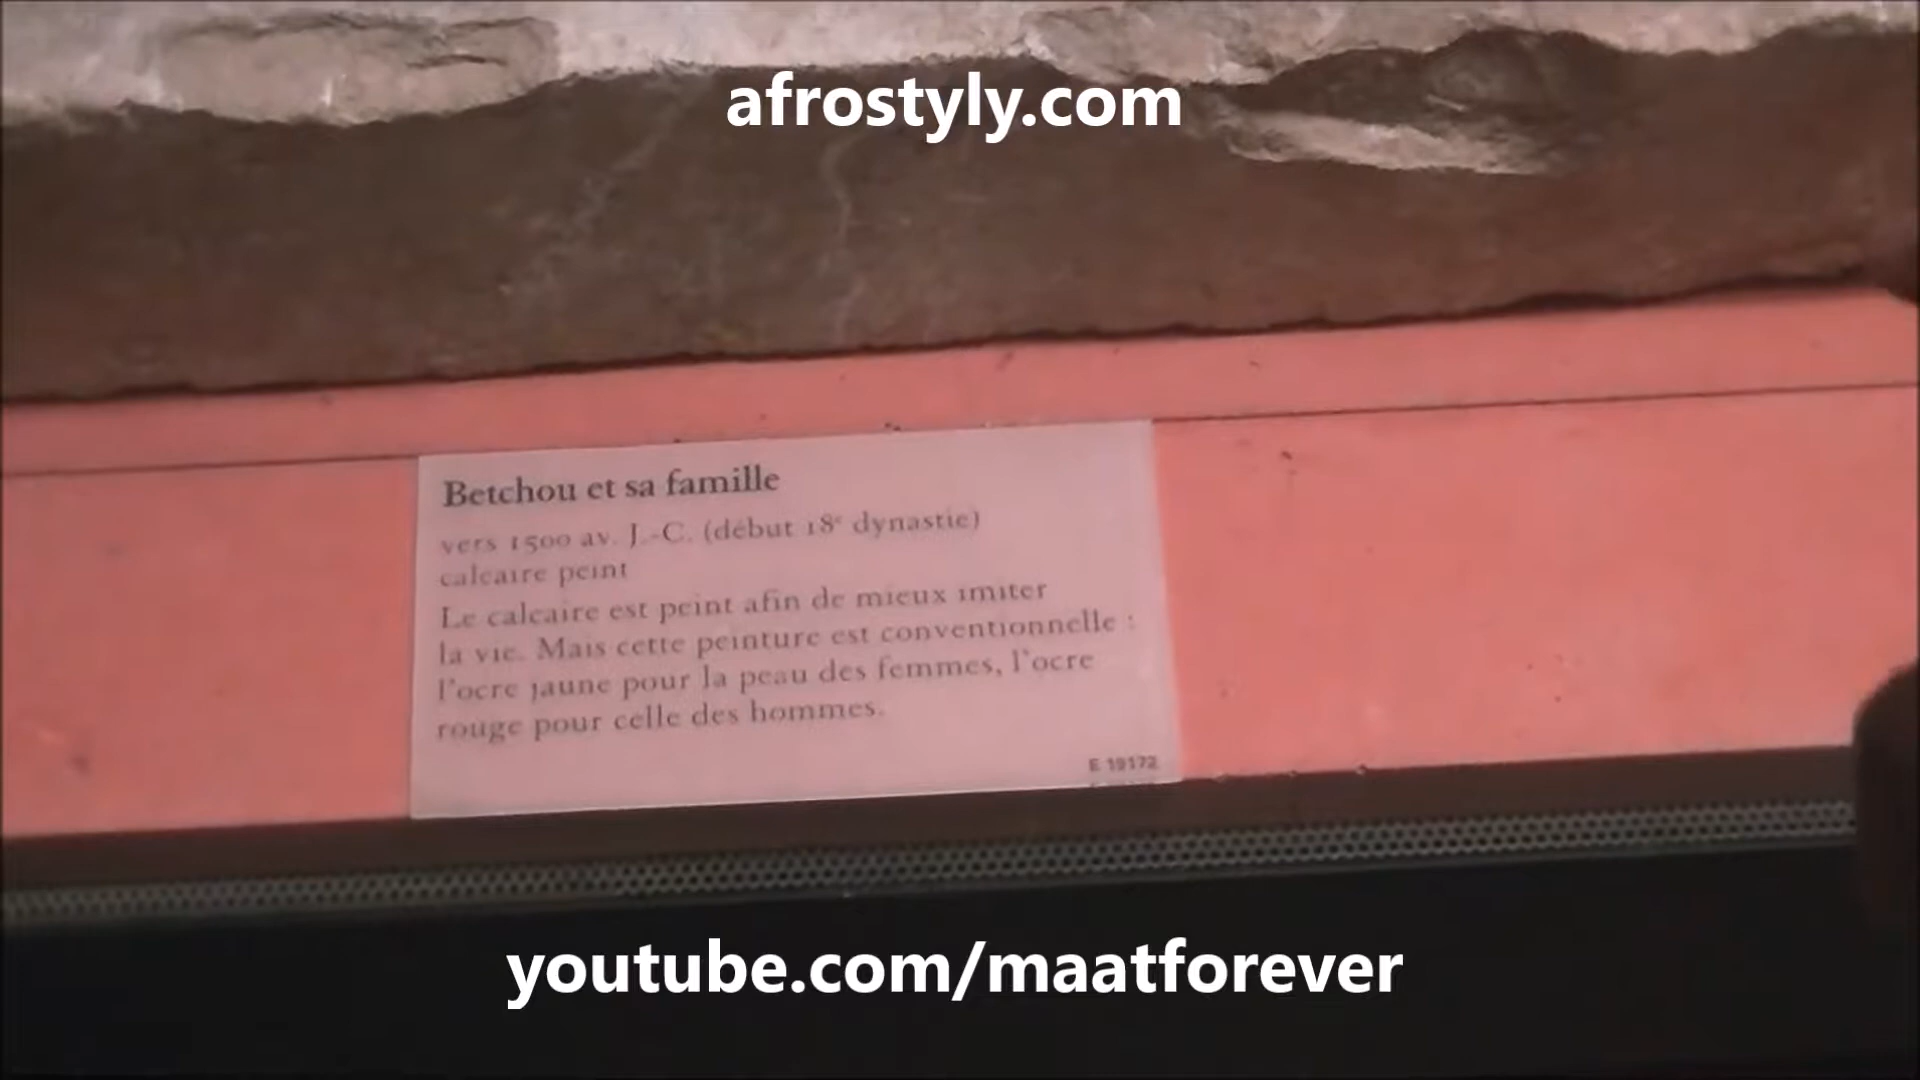 afrostyly.com
Betchou et sa famille
vers 1500 av. J.-C. (début 18e dynastie)
calcaire peint
Le calcaire est peint afin de mieux imiter
la vie. Mais cette peinture est conventionnelle :
l'ocre jaune pour la peau des femmes, l'ocre
rouge pour celle des hommes.
E 19172
youtube.com/maatforever